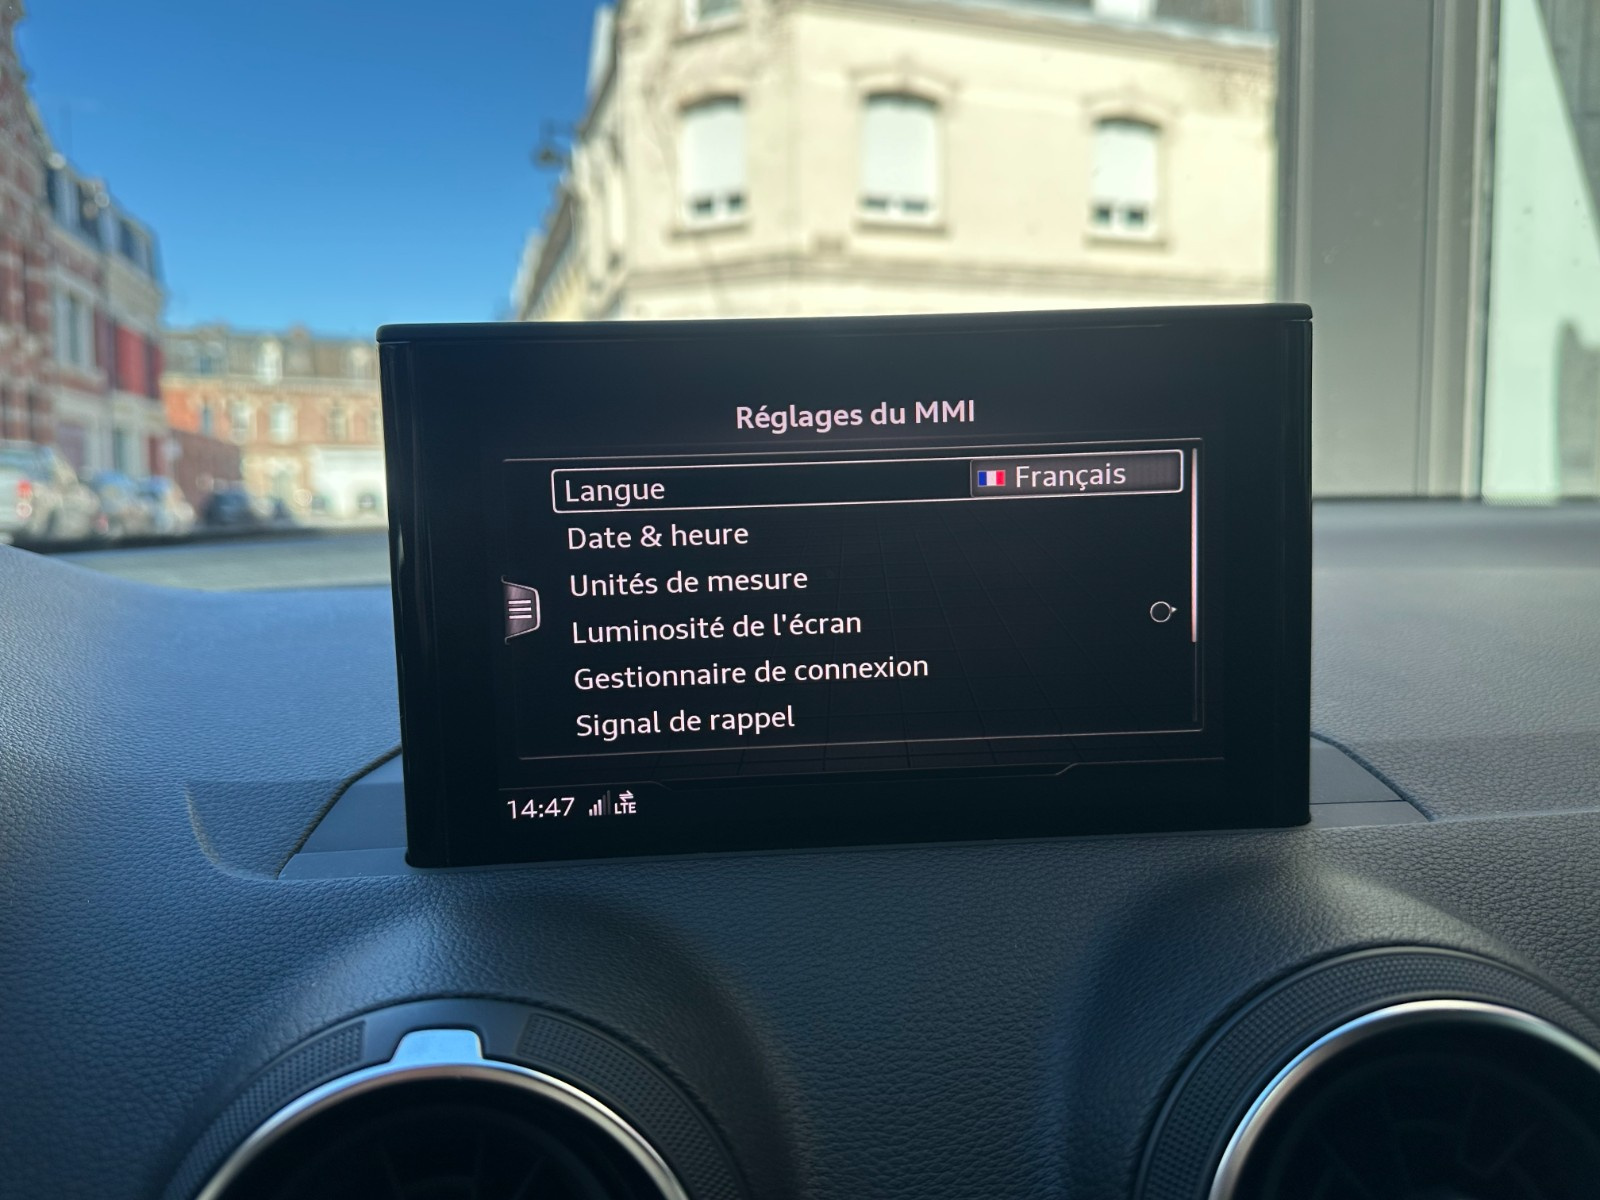 Réglages du MMI
Langue Français
Date & heure
Unités de mesure
Luminosité de l'écran
Gestionnaire de connexion
Signal de rappel
14:47 LTE